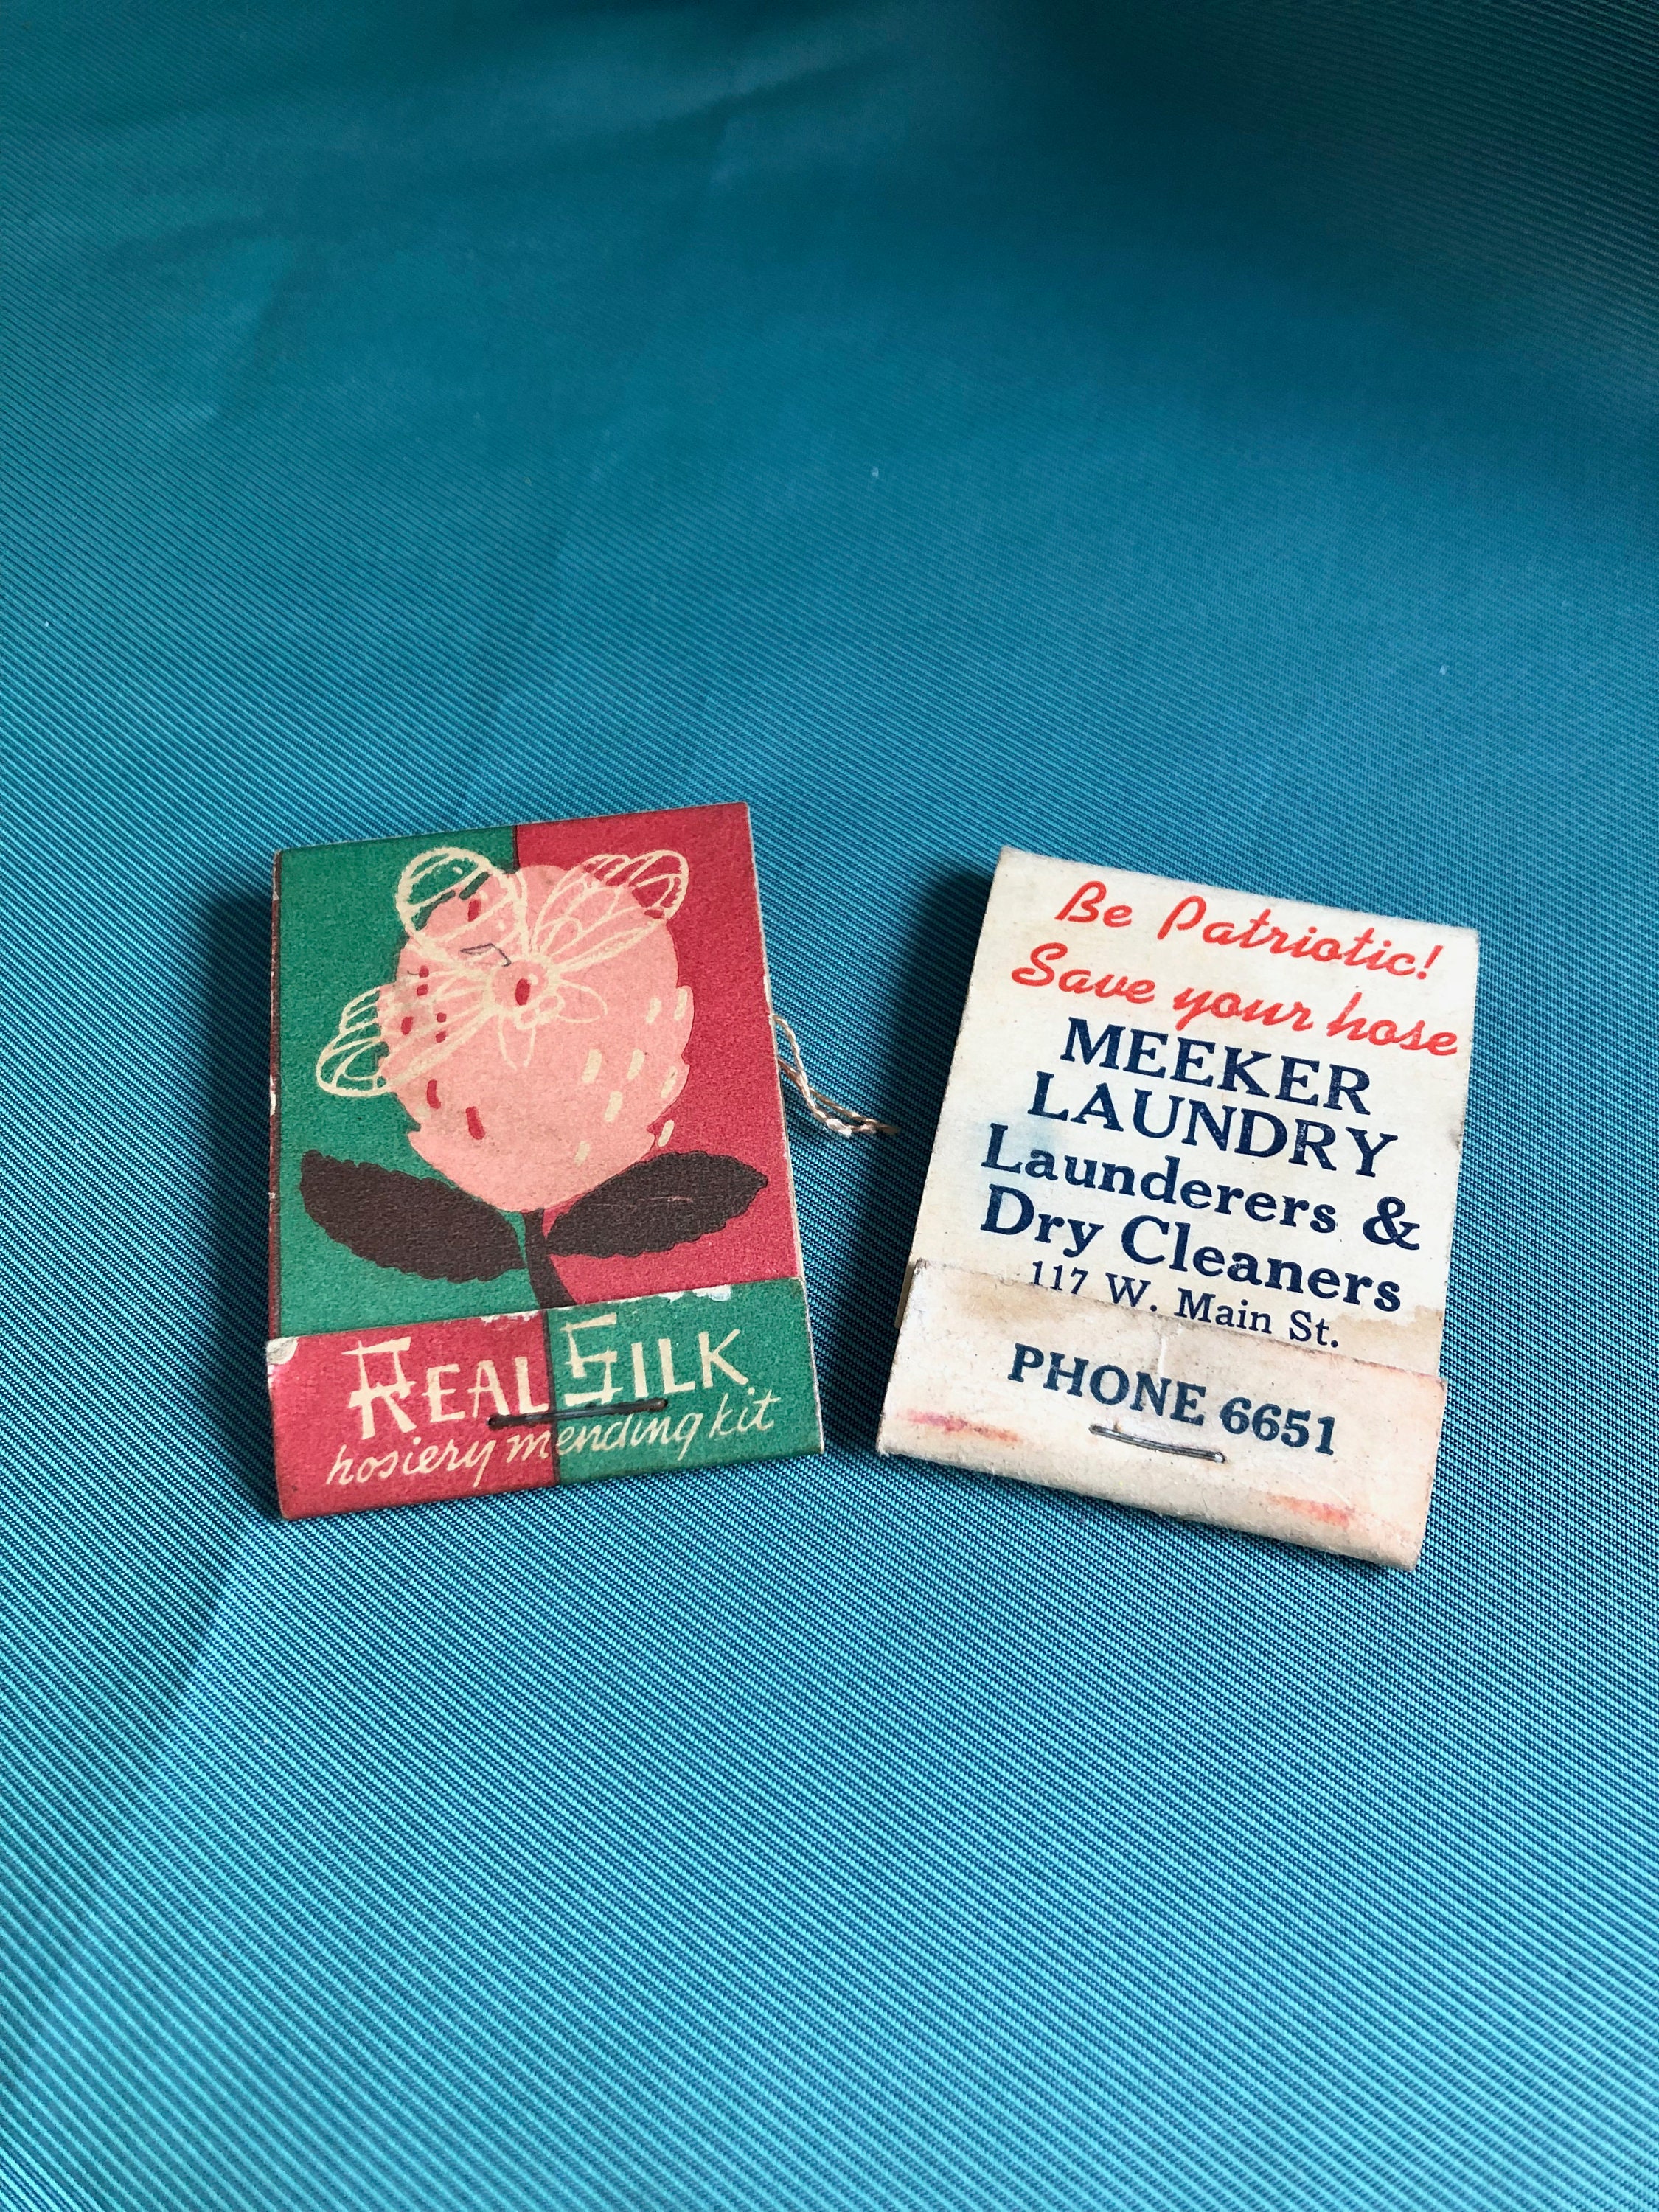 REAL SILK
hosiery mending kit
Be Patriotic!
Save your hose
MEEKER
LAUNDRY
Launderers &
Dry Cleaners
117 W. Main St.
PHONE 6651